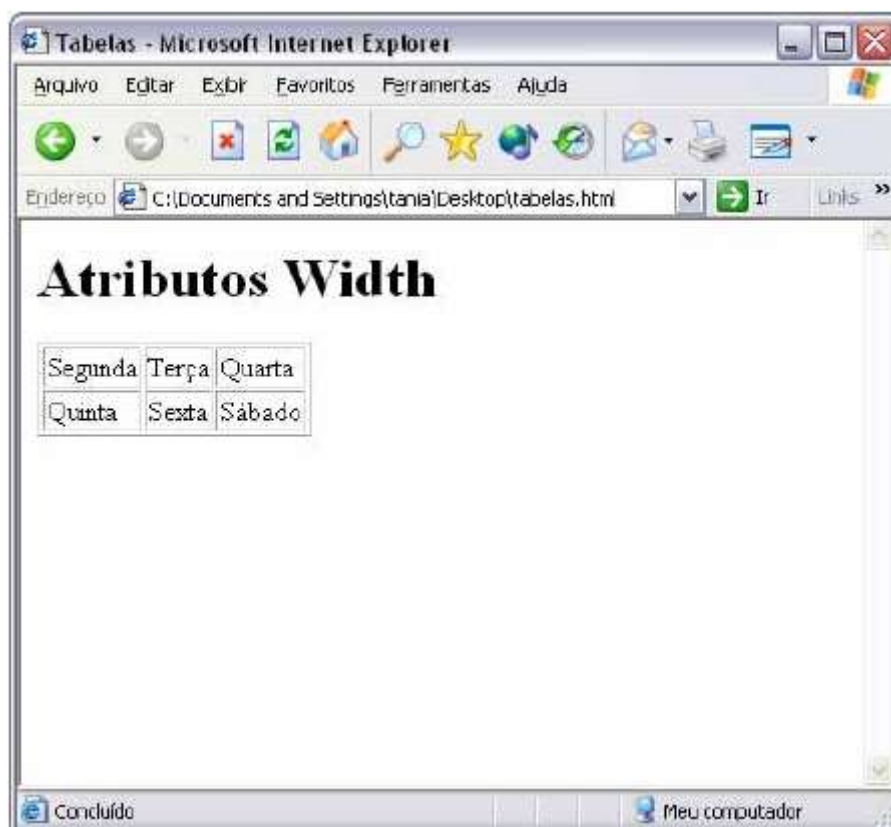 Tabelas - Microsoft Internet Explorer
Arquivo Editar Exibir Favoritos Ferramentas Ajuda
Endereço C:\Documents and Settings\tania\Desktop\tabelas.html Ir Links »
Atributos Width
Segunda Terça Quarta
Quinta Sexta Sábado
Concluído Meu computador